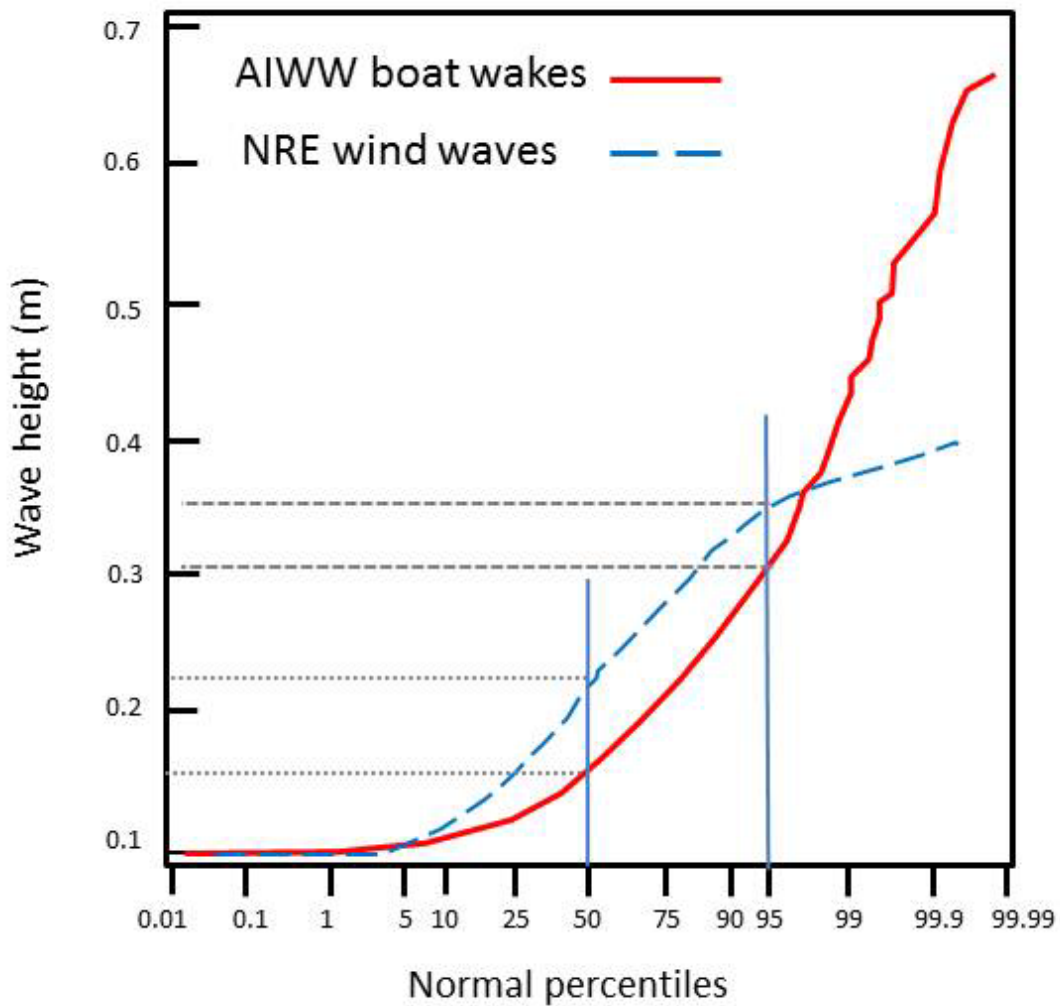 0.7
AIWW boat wakes
NRE wind waves
0.6
0.5
0.4
0.3
0.2
0.1
Wave height (m)
0.01 0.1 1 5 10 25 50 75 90 95 99 99.9 99.99
Normal percentiles